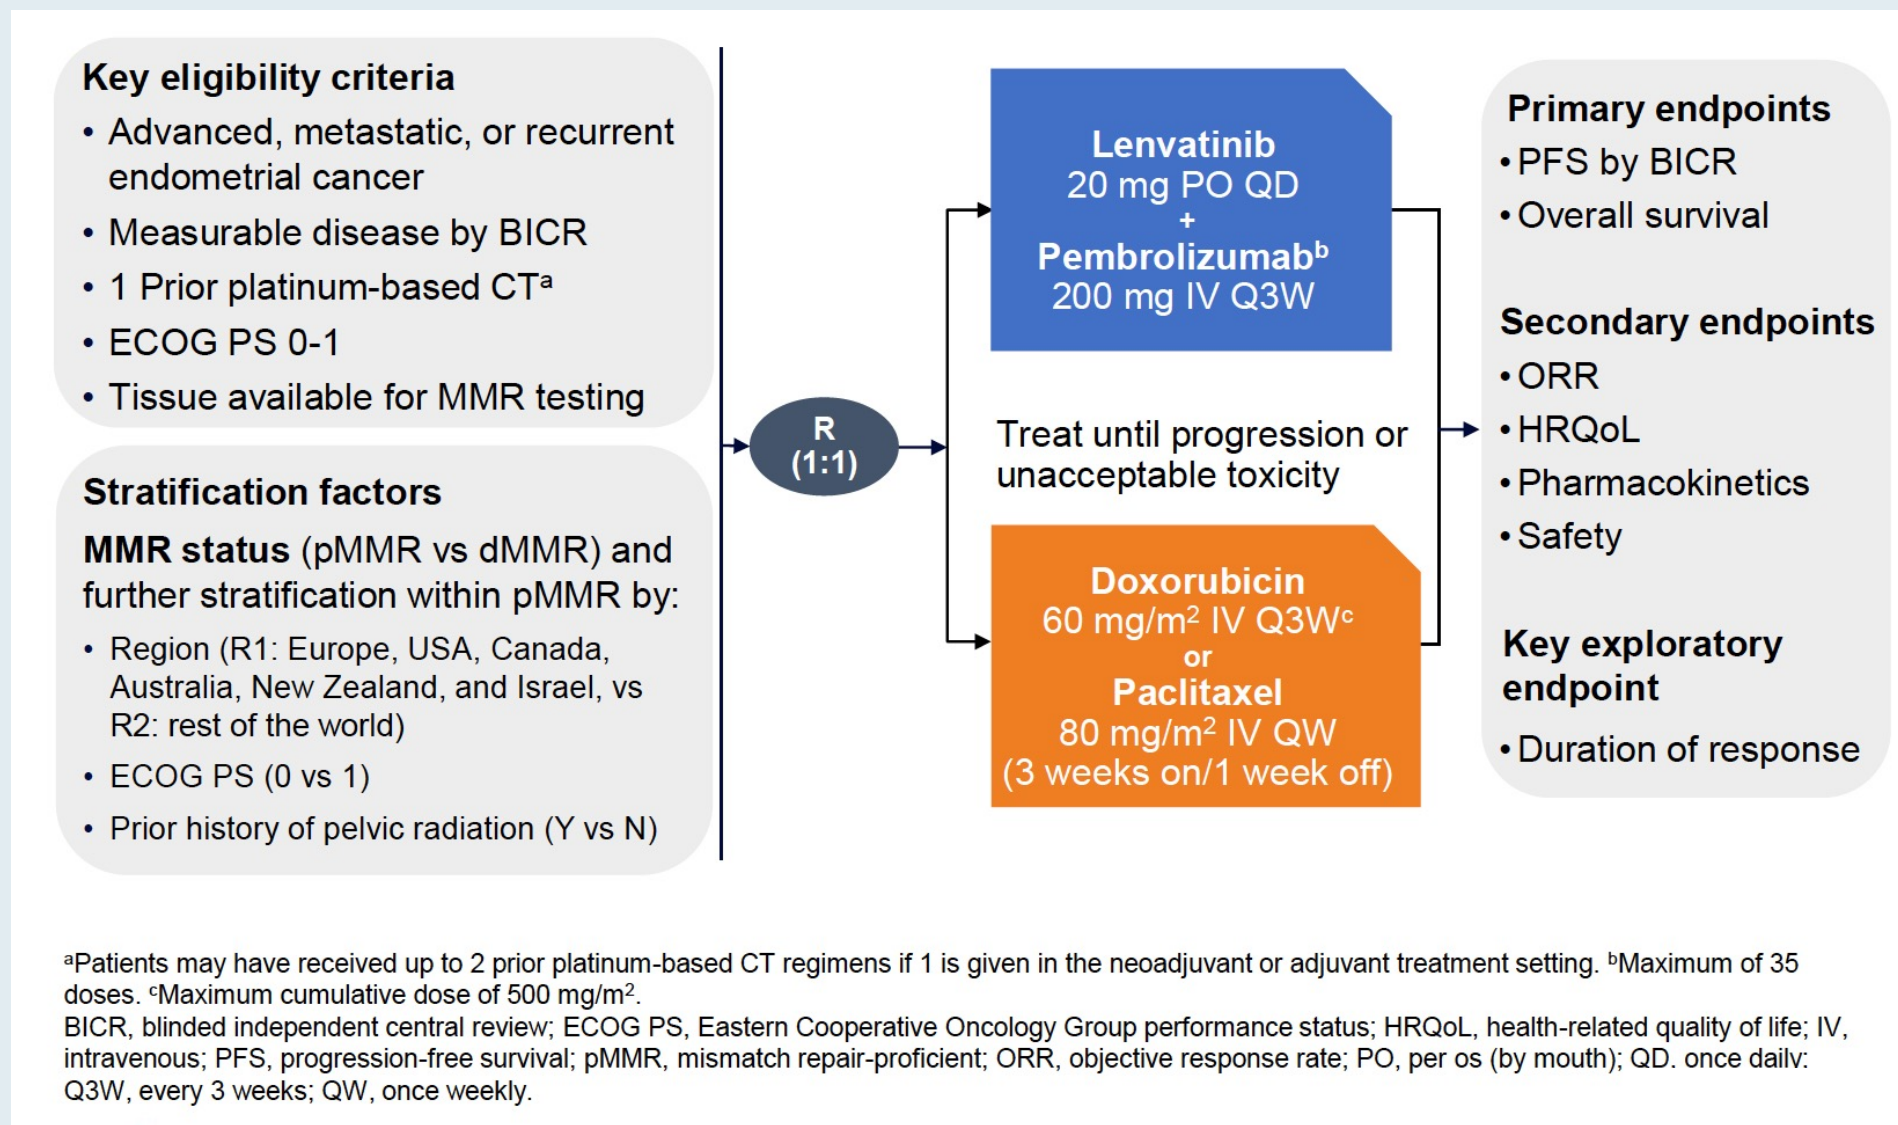 Key eligibility criteria
• Advanced, metastatic, or recurrent
endometrial cancer
• Measurable disease by BICR
• 1 Prior platinum-based CTᵃ
• ECOG PS 0-1
• Tissue available for MMR testing
Stratification factors
MMR status (pMMR vs dMMR) and
further stratification within pMMR by:
• Region (R1: Europe, USA, Canada,
Australia, New Zealand, and Israel, vs
R2: rest of the world)
• ECOG PS (0 vs 1)
• Prior history of pelvic radiation (Y vs N)
R
(1:1)
Lenvatinib
20 mg PO QD
+
Pembrolizumabᵇ
200 mg IV Q3W
Treat until progression or
unacceptable toxicity
Doxorubicin
60 mg/m² IV Q3Wᶜ
or
Paclitaxel
80 mg/m² IV QW
(3 weeks on/1 week off)
Primary endpoints
• PFS by BICR
• Overall survival
Secondary endpoints
• ORR
• HRQoL
• Pharmacokinetics
• Safety
Key exploratory
endpoint
• Duration of response
ᵃPatients may have received up to 2 prior platinum-based CT regimens if 1 is given in the neoadjuvant or adjuvant treatment setting. ᵇMaximum of 35
doses. ᶜMaximum cumulative dose of 500 mg/m².
BICR, blinded independent central review; ECOG PS, Eastern Cooperative Oncology Group performance status; HRQoL, health-related quality of life; IV,
intravenous; PFS, progression-free survival; pMMR, mismatch repair-proficient; ORR, objective response rate; PO, per os (by mouth); QD. once daily:
Q3W, every 3 weeks; QW, once weekly.